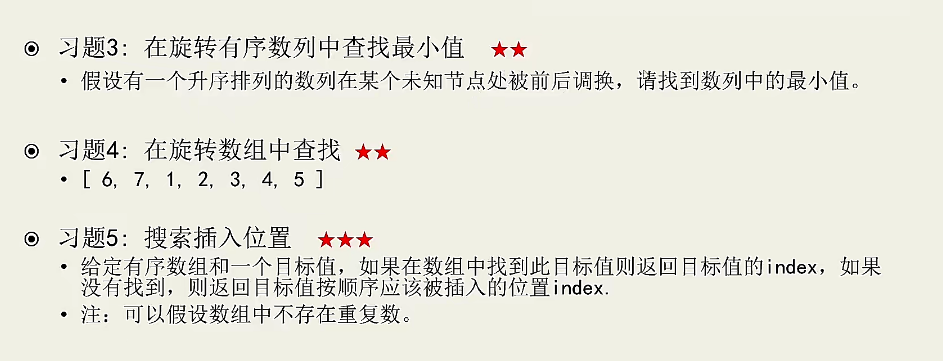 习题3: 在旋转有序数列中查找最小值 ★★
• 假设有一个升序排列的数列在某个未知节点处被前后调换，请找到数列中的最小值。
习题4: 在旋转数组中查找 ★★
• [ 6, 7, 1, 2, 3, 4, 5 ]
习题5: 搜索插入位置 ★★★
• 给定有序数组和一个目标值，如果在数组中找到此目标值则返回目标值的index，如果
没有找到，则返回目标值按顺序应该被插入的位置index.
• 注：可以假设数组中不存在重复数。